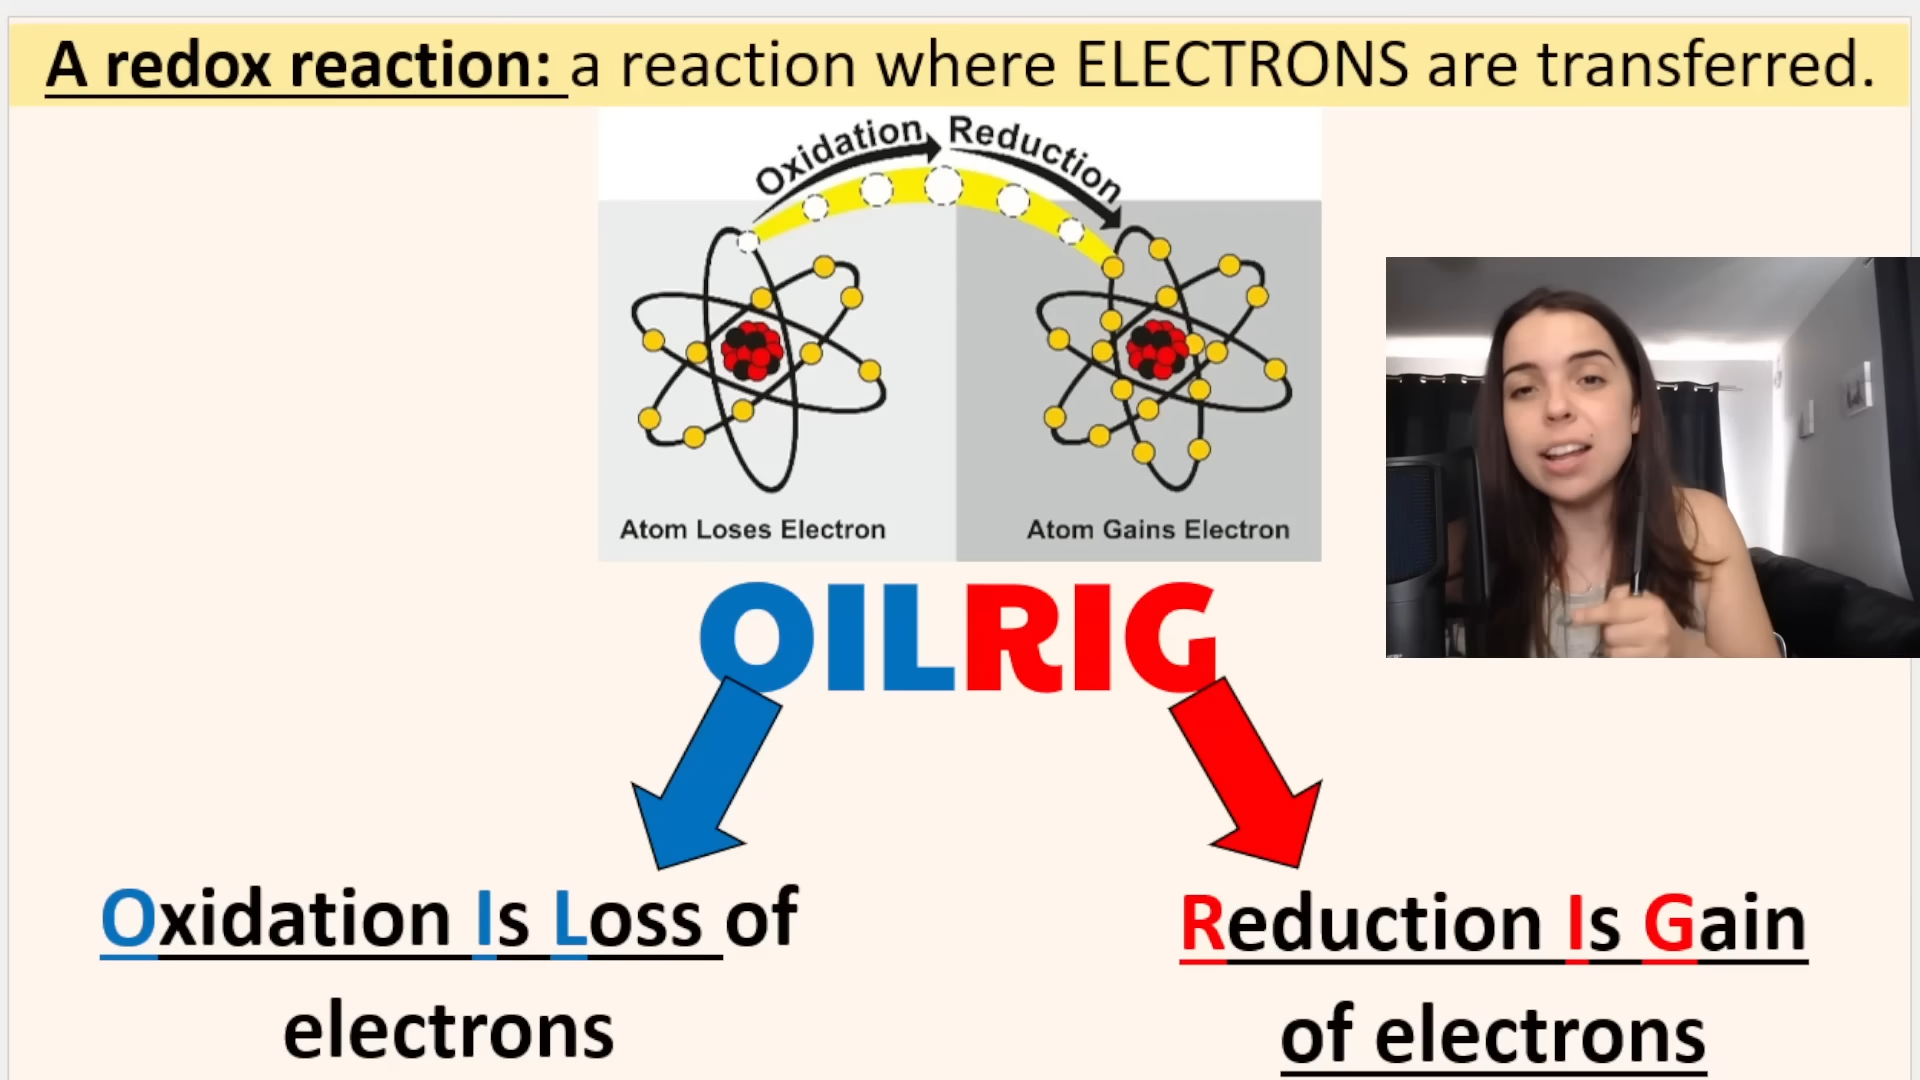 A redox reaction: a reaction where ELECTRONS are transferred.
Oxidation Reduction
Atom Loses Electron
Atom Gains Electron
OILRIG
Oxidation Is Loss of
electrons
Reduction Is Gain
of electrons